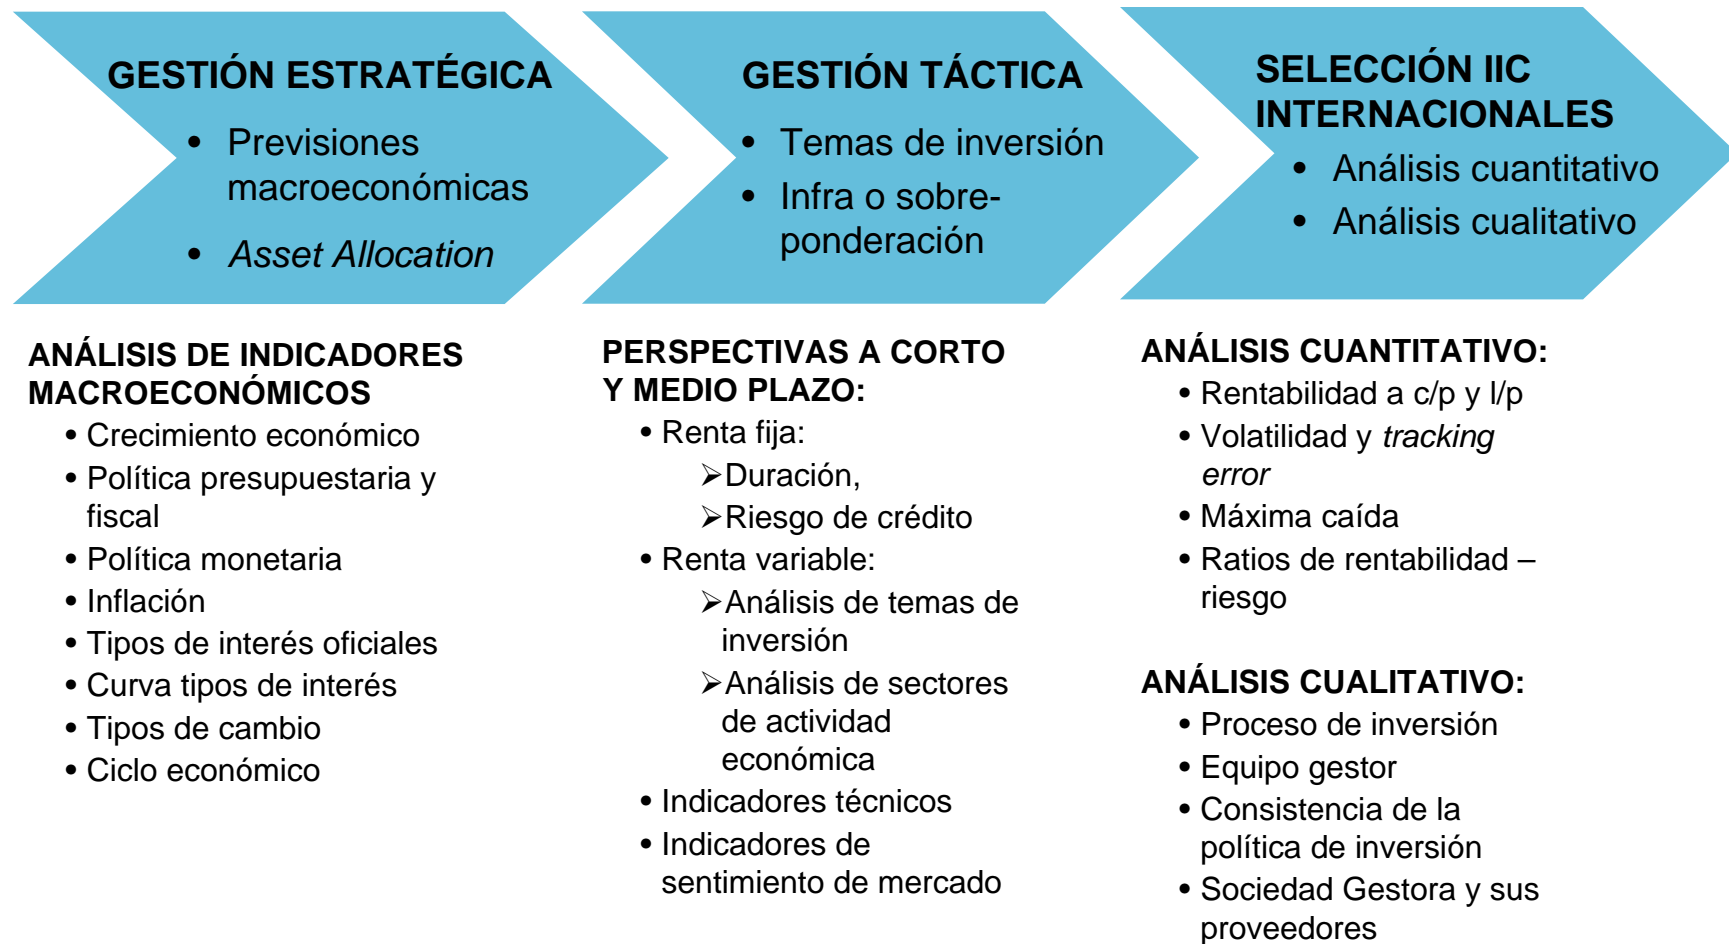 GESTIÓN ESTRATÉGICA
• Previsiones
macroeconómicas
• Asset Allocation
GESTIÓN TÁCTICA
• Temas de inversión
• Infra o sobre-
ponderación
SELECCIÓN IIC
INTERNACIONALES
• Análisis cuantitativo
• Análisis cualitativo
ANÁLISIS DE INDICADORES
MACROECONÓMICOS
• Crecimiento económico
• Política presupuestaria y
fiscal
• Política monetaria
• Inflación
• Tipos de interés oficiales
• Curva tipos de interés
• Tipos de cambio
• Ciclo económico
PERSPECTIVAS A CORTO
Y MEDIO PLAZO:
• Renta fija:
➢Duración,
➢Riesgo de crédito
• Renta variable:
➢Análisis de temas de
inversión
➢Análisis de sectores
de actividad
económica
• Indicadores técnicos
• Indicadores de
sentimiento de mercado
ANÁLISIS CUANTITATIVO:
• Rentabilidad a c/p y l/p
• Volatilidad y tracking
error
• Máxima caída
• Ratios de rentabilidad –
riesgo
ANÁLISIS CUALITATIVO:
• Proceso de inversión
• Equipo gestor
• Consistencia de la
política de inversión
• Sociedad Gestora y sus
proveedores